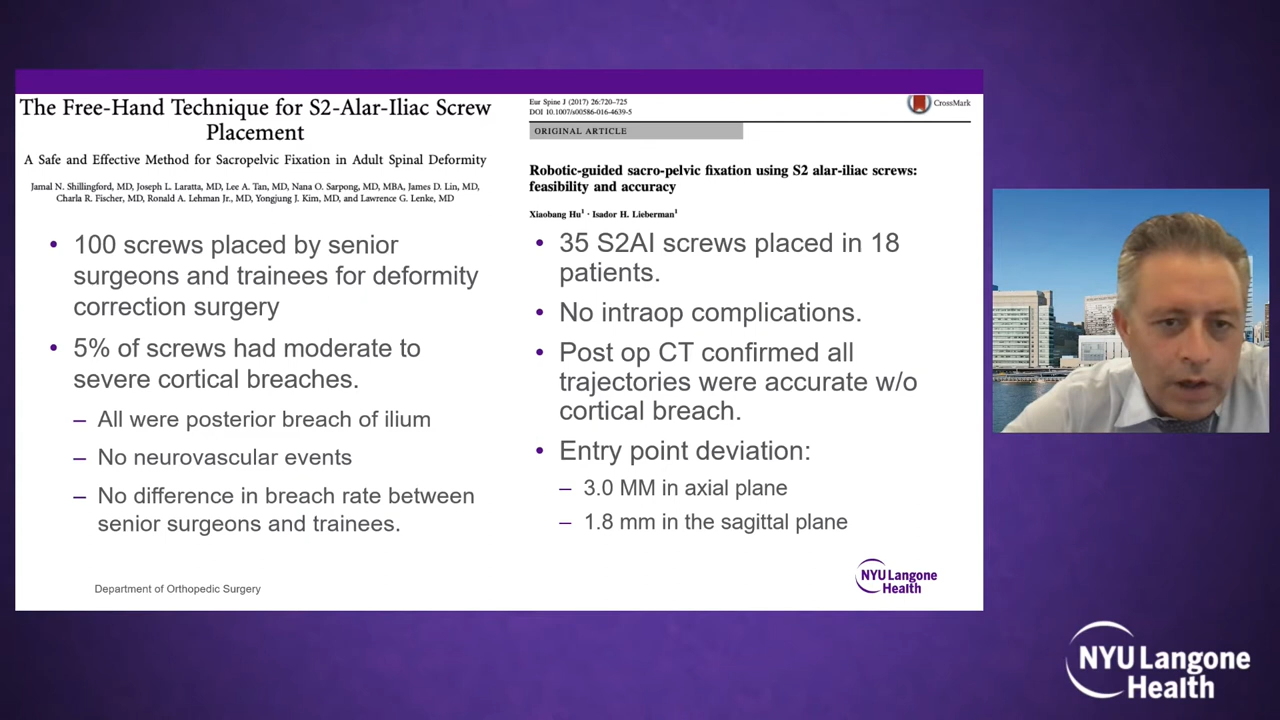 The Free-Hand Technique for S2-Alar-Iliac Screw
Placement
A Safe and Effective Method for Sacropelvic Fixation in Adult Spinal Deformity
Jamal N. Shillingford, MD, Joseph L. Laratta, MD, Lee A. Tan, MD, Nana O. Sarpong, MD, MBA, James D. Lin, MD,
Charla R. Fischer, MD, Ronald A. Lehman Jr., MD, Yongjung J. Kim, MD, and Lawrence G. Lenke, MD
• 100 screws placed by senior
surgeons and trainees for deformity
correction surgery
• 5% of screws had moderate to
severe cortical breaches.
– All were posterior breach of ilium
– No neurovascular events
– No difference in breach rate between
senior surgeons and trainees.
Eur Spine J (2017) 26:720–725
DOI 10.1007/s00586-016-4639-5
CrossMark
ORIGINAL ARTICLE
Robotic-guided sacro-pelvic fixation using S2 alar-iliac screws:
feasibility and accuracy
Xiaobang Hu1 · Isador H. Lieberman1
• 35 S2AI screws placed in 18
patients.
• No intraop complications.
• Post op CT confirmed all
trajectories were accurate w/o
cortical breach.
• Entry point deviation:
– 3.0 MM in axial plane
– 1.8 mm in the sagittal plane
Department of Orthopedic Surgery
NYU Langone
Health
NYU Langone
Health